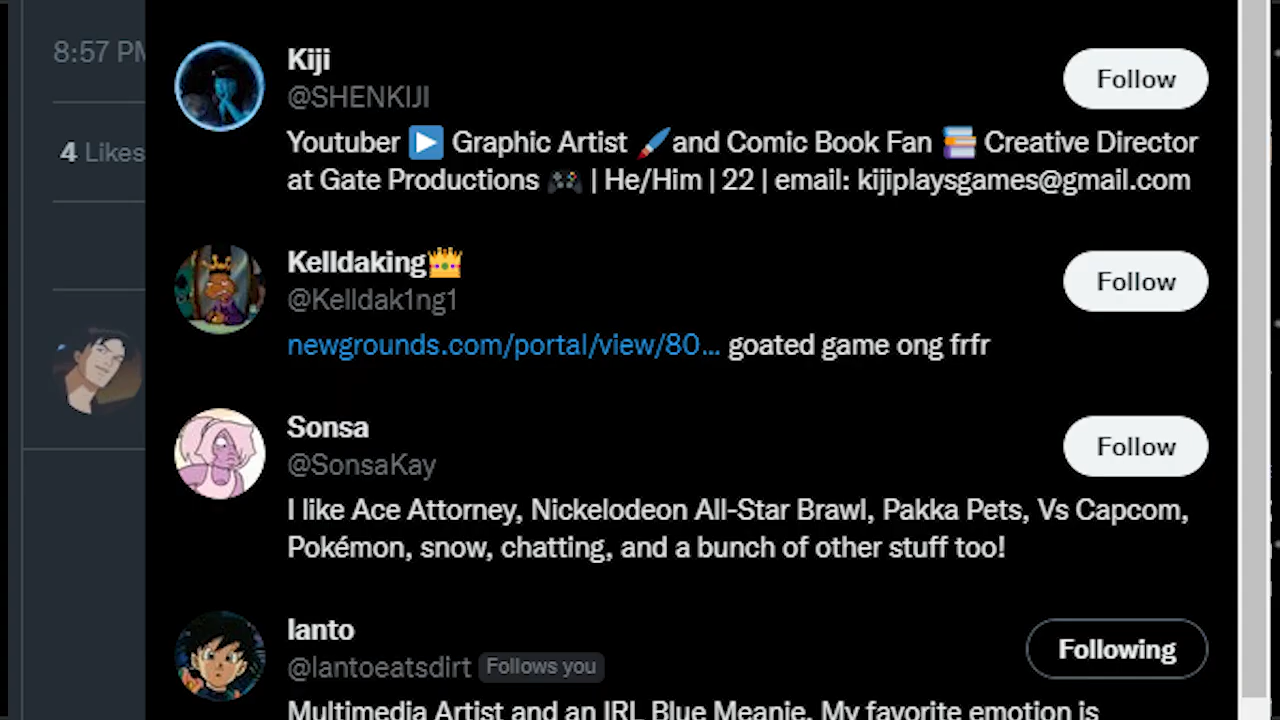 8:57 PM
4 Likes
Kiji
@SHENKIJI
Follow
Youtuber ▶️ Graphic Artist 🖌️and Comic Book Fan 📚 Creative Director
at Gate Productions 🎮 | He/Him | 22 | email: kijiplaysgames@gmail.com
Kelldaking👑
@Kelldak1ng1
Follow
newgrounds.com/portal/view/80... goated game ong frfr
Sonsa
@SonsaKay
Follow
I like Ace Attorney, Nickelodeon All-Star Brawl, Pakka Pets, Vs Capcom,
Pokémon, snow, chatting, and a bunch of other stuff too!
lanto
@lantoeatsdirt Follows you
Following
Multimedia Artist and an IRL Blue Meanie. My favorite emotion is